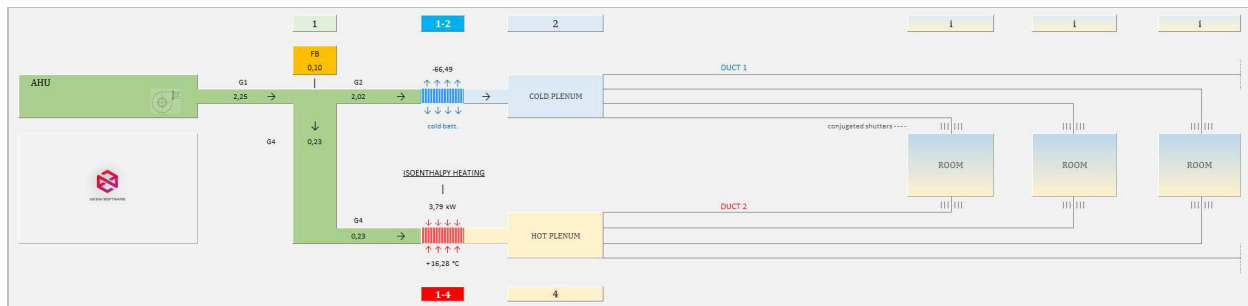 1
1-2
2
i
i
i
FB
0,10
AHU
G1
2,25
→
G2
2,02
→
-66,49
↑ ↑ ↑ ↑
↓ ↓ ↓ ↓
cold batt.
→
COLD PLENUM
DUCT 1
conjugated shutters ----
ROOM
ROOM
ROOM
↓
G4
0,23
AEVIA SOFTWARE
ISOENTHALPY HEATING
3,79 kW
↓ ↓ ↓ ↓
G4
0,23
→
↑ ↑ ↑ ↑
+16,28 °C
HOT PLENUM
DUCT 2
1-4
4